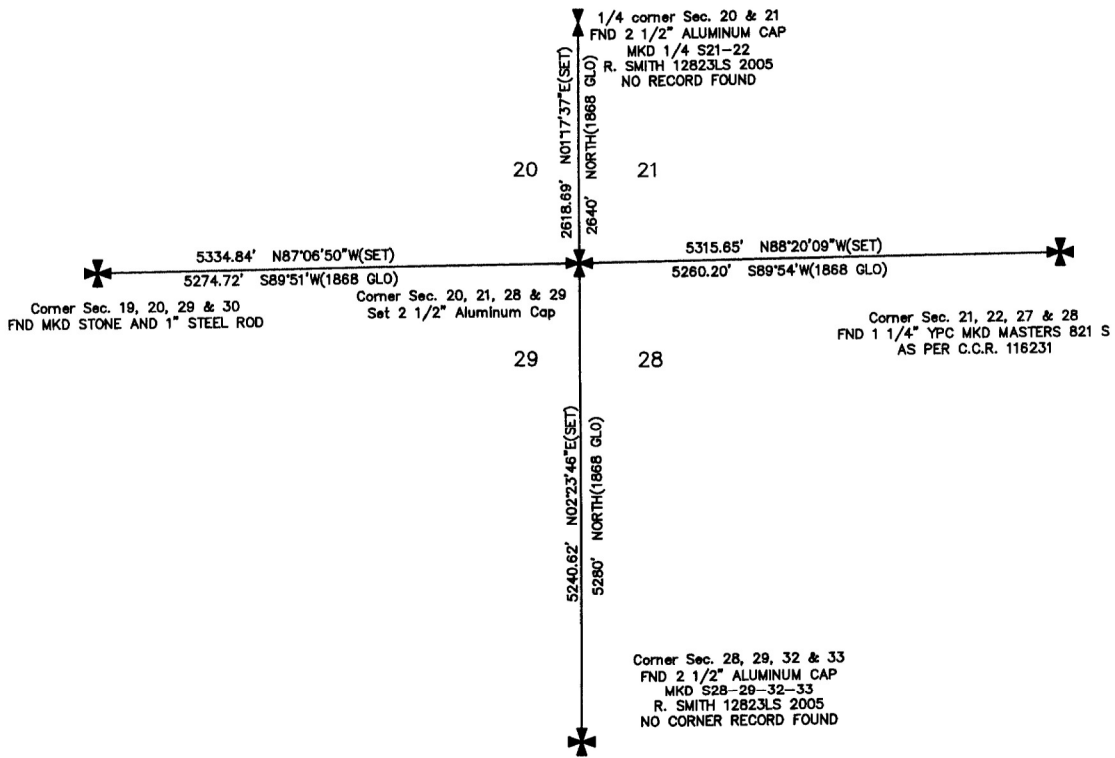 1/4 corner Sec. 20 & 21
FND 2 1/2" ALUMINUM CAP
MKD 1/4 S21-22
R. SMITH 12823LS 2005
NO RECORD FOUND
2618.69' N01°17'37"E(SET)
2640' NORTH(1868 GLO)
20
21
5334.84' N87°06'50"W(SET)
5274.72' S89°51'W(1868 GLO)
5315.65' N88°20'09"W(SET)
5260.20' S89°54'W(1868 GLO)
Corner Sec. 19, 20, 29 & 30
FND MKD STONE AND 1" STEEL ROD
Corner Sec. 20, 21, 28 & 29
Set 2 1/2" Aluminum Cap
Corner Sec. 21, 22, 27 & 28
FND 1 1/4" YPC MKD MASTERS 821 S
AS PER C.C.R. 116231
29
28
5240.62' N02°23'46"E(SET)
5280' NORTH(1868 GLO)
Corner Sec. 28, 29, 32 & 33
FND 2 1/2" ALUMINUM CAP
MKD S28-29-32-33
R. SMITH 12823LS 2005
NO CORNER RECORD FOUND